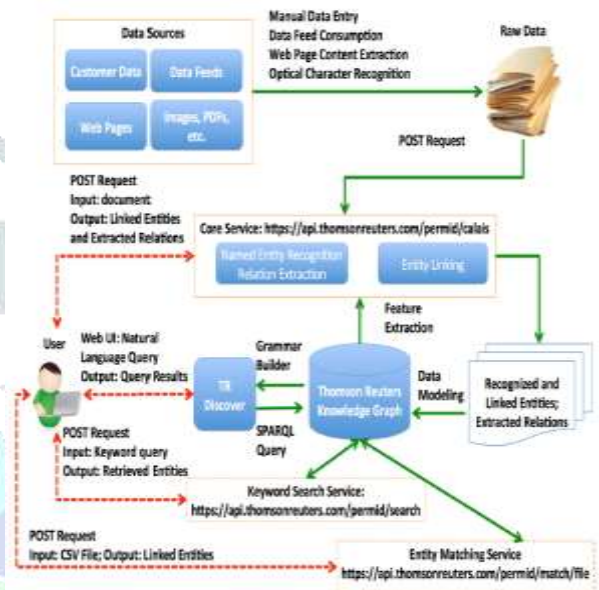 Data Sources
Customer Data
Data Feeds
Web Pages
Images, PDFs,
etc.
Manual Data Entry
Data Feed Consumption
Web Page Content Extraction
Optical Character Recognition
Raw Data
POST Request
POST Request
Input: document
Output: Linked Entities
and Extracted Relations
Core Service: https://api.thomsonreuters.com/permid/calais
Named Entity Recognition
Relation Extraction
Entity Linking
Feature
Extraction
User
Web UI: Natural
Language Query
Output: Query Results
Grammar
Builder
TR
Discover
SPARQL
Query
Thomson Reuters
Knowledge Graph
Data
Modeling
Recognized and
Linked Entities;
Extracted Relations
POST Request
Input: Keyword query
Output: Retrieved Entities
Keyword Search Service:
https://api.thomsonreuters.com/permid/search
POST Request
Input: CSV File; Output: Linked Entities
Entity Matching Service
https://api.thomsonreuters.com/permid/match/file